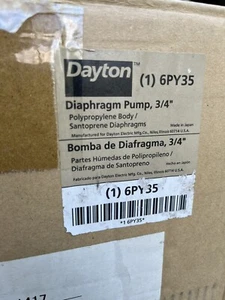 Dayton™ (1) 6PY35
Diaphragm Pump, 3/4"
Polypropylene Body /
Santoprene Diaphragms
Made in Japan
Manufactured for Dayton Electric Mfg. Co., Niles, Illinois 60714 U.S.A.
Bomba de Diafragma, 3/4"
Partes Húmedas de Polipropileno /
Diafragma de Santopreno
Hecho en Japón
Fabricado para Dayton Electric Mfg. Co., Niles, Illinois 60714 U.S.A.
(1) 6PY35
*1 6PY35*